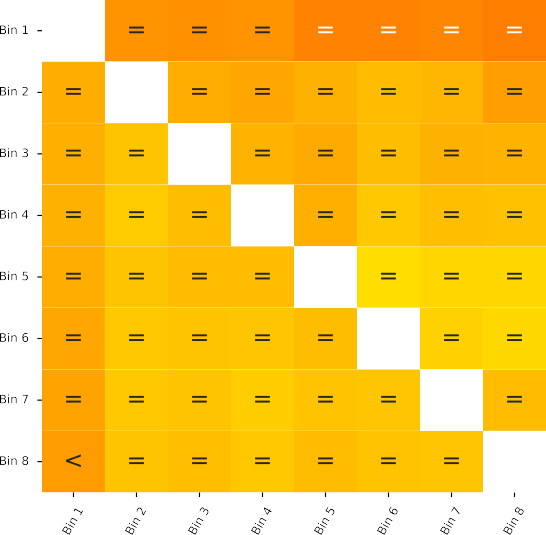 Bin 1 = = = = = = =
Bin 2 = = = = = = =
Bin 3 = = = = = = =
Bin 4 = = = = = = =
Bin 5 = = = = = = =
Bin 6 = = = = = = =
Bin 7 = = = = = = =
Bin 8 < = = = = = =
Bin 1 Bin 2 Bin 3 Bin 4 Bin 5 Bin 6 Bin 7 Bin 8